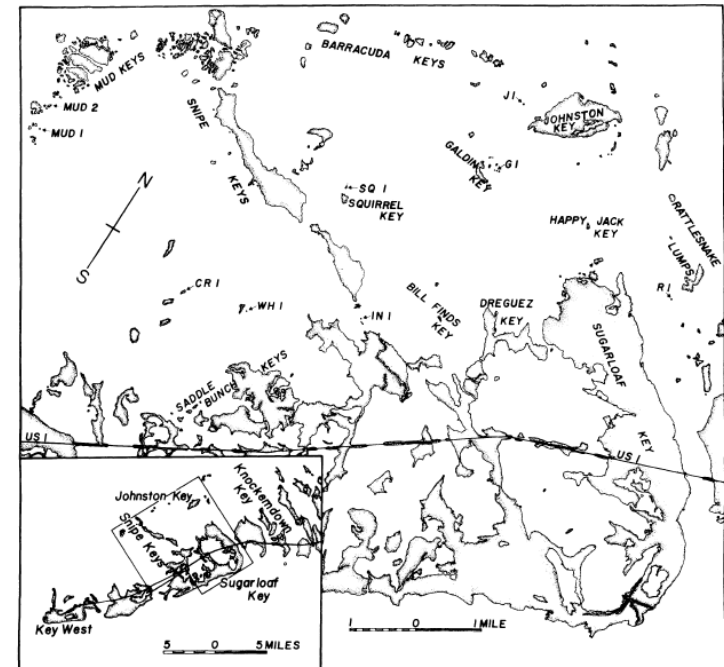 BARRACUDA KEYS
MUD KEYS
MUD 2
MUD 1
SNIPE
KEYS
J1
JOHNSTON
KEY
GALDIN
KEY
G1
SQ 1
SQUIRREL
KEY
N
S
HAPPY JACK
KEY
RATTLESNAKE
LUMPS
R1
CR 1
WH 1
IN 1
BILL FINDS
KEY
DREGUEZ
KEY
SUGARLOAF
KEY
KEYS
SADDLE
BUNCH
US 1
US 1
Johnston Key
Knockemdown
Key
Snipe Keys
Sugarloaf
Key
Key West
5 0 5 MILES
1 0 1 MILE